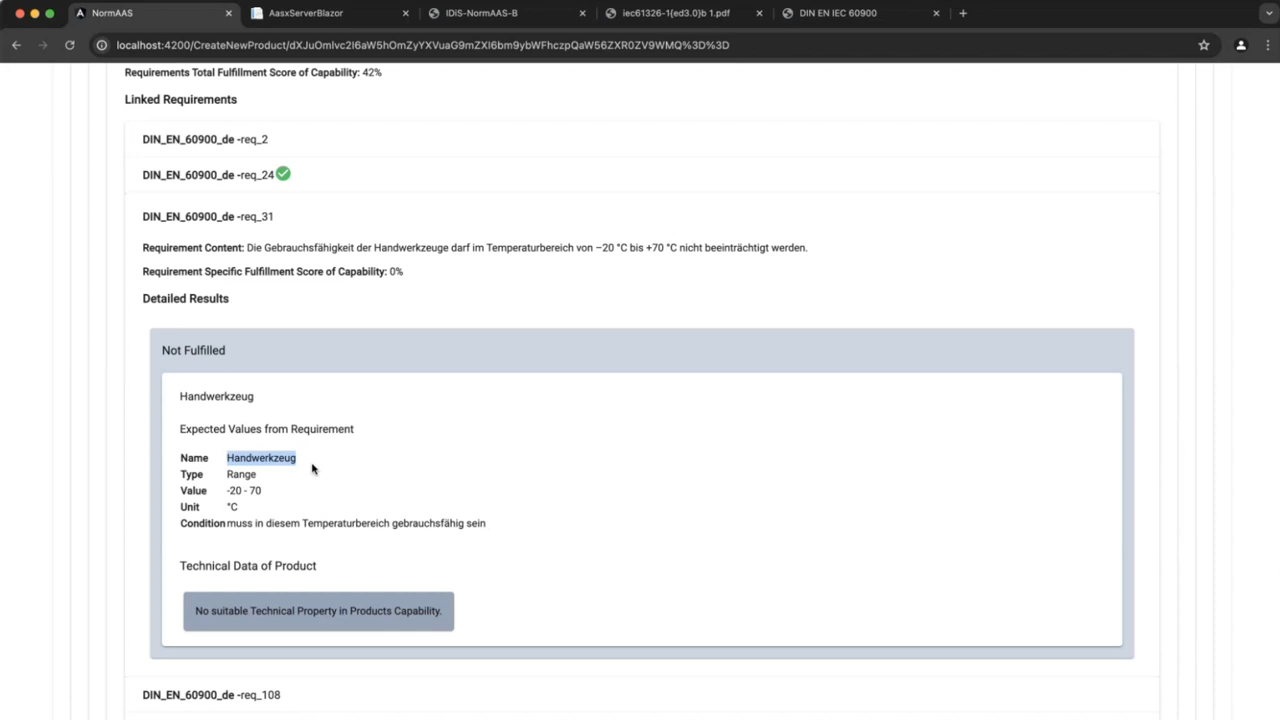 NormAAS
AasxServerBlazor
IDiS-NormAAS-B
iec61326-1{ed3.0}b 1.pdf
DIN EN IEC 60900
localhost:4200/CreateNewProduct/dXJuOmlvc2I6aW5hOmZyYXVuaG9mZXI6bm9ybWFhczpQaW56ZXR0ZV9WMQ%3D%3D
Requirements Total Fulfillment Score of Capability: 42%
Linked Requirements
DIN_EN_60900_de -req_2
DIN_EN_60900_de -req_24
DIN_EN_60900_de -req_31
Requirement Content: Die Gebrauchsfähigkeit der Handwerkzeuge darf im Temperaturbereich von −20 °C bis +70 °C nicht beeinträchtigt werden.
Requirement Specific Fulfillment Score of Capability: 0%
Detailed Results
Not Fulfilled
Handwerkzeug
Expected Values from Requirement
Name Handwerkzeug
Type Range
Value -20 - 70
Unit °C
Condition muss in diesem Temperaturbereich gebrauchsfähig sein
Technical Data of Product
No suitable Technical Property in Products Capability.
DIN_EN_60900_de -req_108